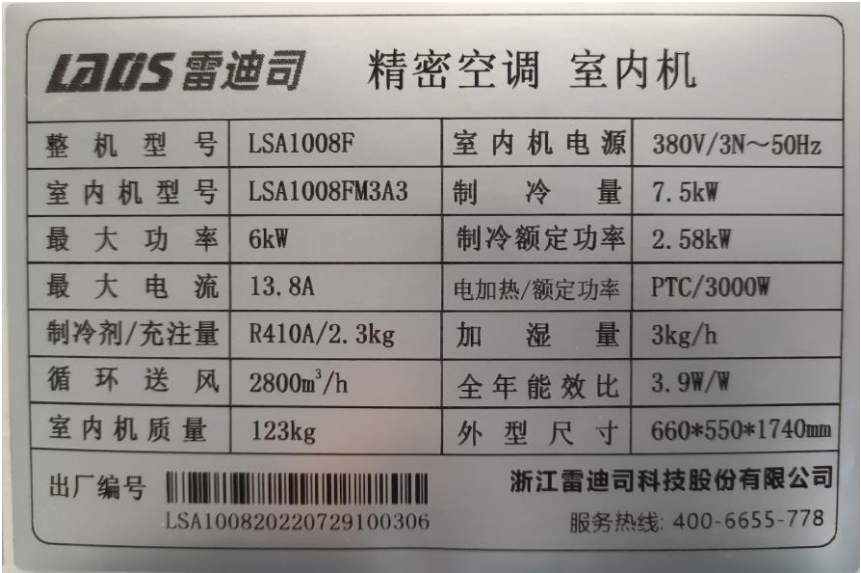 LADIS 雷迪司 精密空调 室内机
整机型号 LSA1008F 室内机电源 380V/3N～50Hz
室内机型号 LSA1008FM3A3 制冷量 7.5kW
最大功率 6kW 制冷额定功率 2.58kW
最大电流 13.8A 电加热/额定功率 PTC/3000W
制冷剂/充注量 R410A/2.3kg 加湿量 3kg/h
循环送风 2800m³/h 全年能效比 3.9W/W
室内机质量 123kg 外型尺寸 660*550*1740mm
出厂编号 浙江雷迪司科技股份有限公司
LSA100820220729100306 服务热线: 400-6655-778